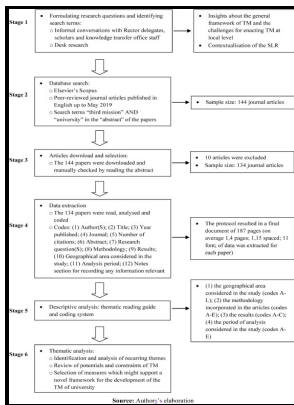 Stage 1
• Formulating research questions and identifying
search terms:
o Informal conversations with Rector delegates,
scholars and knowledge transfer office staff
o Desk research
• Insights about the general
framework of TM and the
challenges for enacting TM at
local level
• Contextualisation of the SLR
Stage 2
• Database search:
o Elsevier's Scopus
o Peer-reviewed journal articles published in
English up to May 2019
o Search terms "third mission" AND
"university" in the "abstract" of the papers
• Sample size: 144 journal articles
Stage 3
• Articles download and selection:
o The 144 papers were downloaded and
manually checked by reading the abstract
• 10 articles were excluded
• Sample size: 134 journal articles
Stage 4
• Data extraction
o The 134 papers were read, analysed and
coded
o Codes: (1) Author(S); (2) Title; (3) Year
published; (4) Journal; (5) Number of
citations; (6) Abstract; (7) Research
question(S); (8) Methodology; (9) Results;
(10) Geographical area considered in the
study; (11) Analysis period; (12) Notes
section for recording any information relevant
• The protocol resulted in a final
document of 187 pages (on
average 1,4 pages; 1,15 spaced; 11
font; of data was extracted for
each paper)
Stage 5
• Descriptive analysis: thematic reading guide
and coding system
• (1) the geographical area
considered in the study (codes A-
L); (2) the methodology
incorporated in the articles (codes
A-E); (3) the results (codes A-C);
(4) the period of analysis
considered in the study (codes A-
E)
Stage 6
• Thematic analysis:
o Identification and analysis of recurring themes
o Review of potentials and constraints of TM
o Selection of measures which might support a
novel framework for the development of the
TM of university
Source: Authory's elaboration